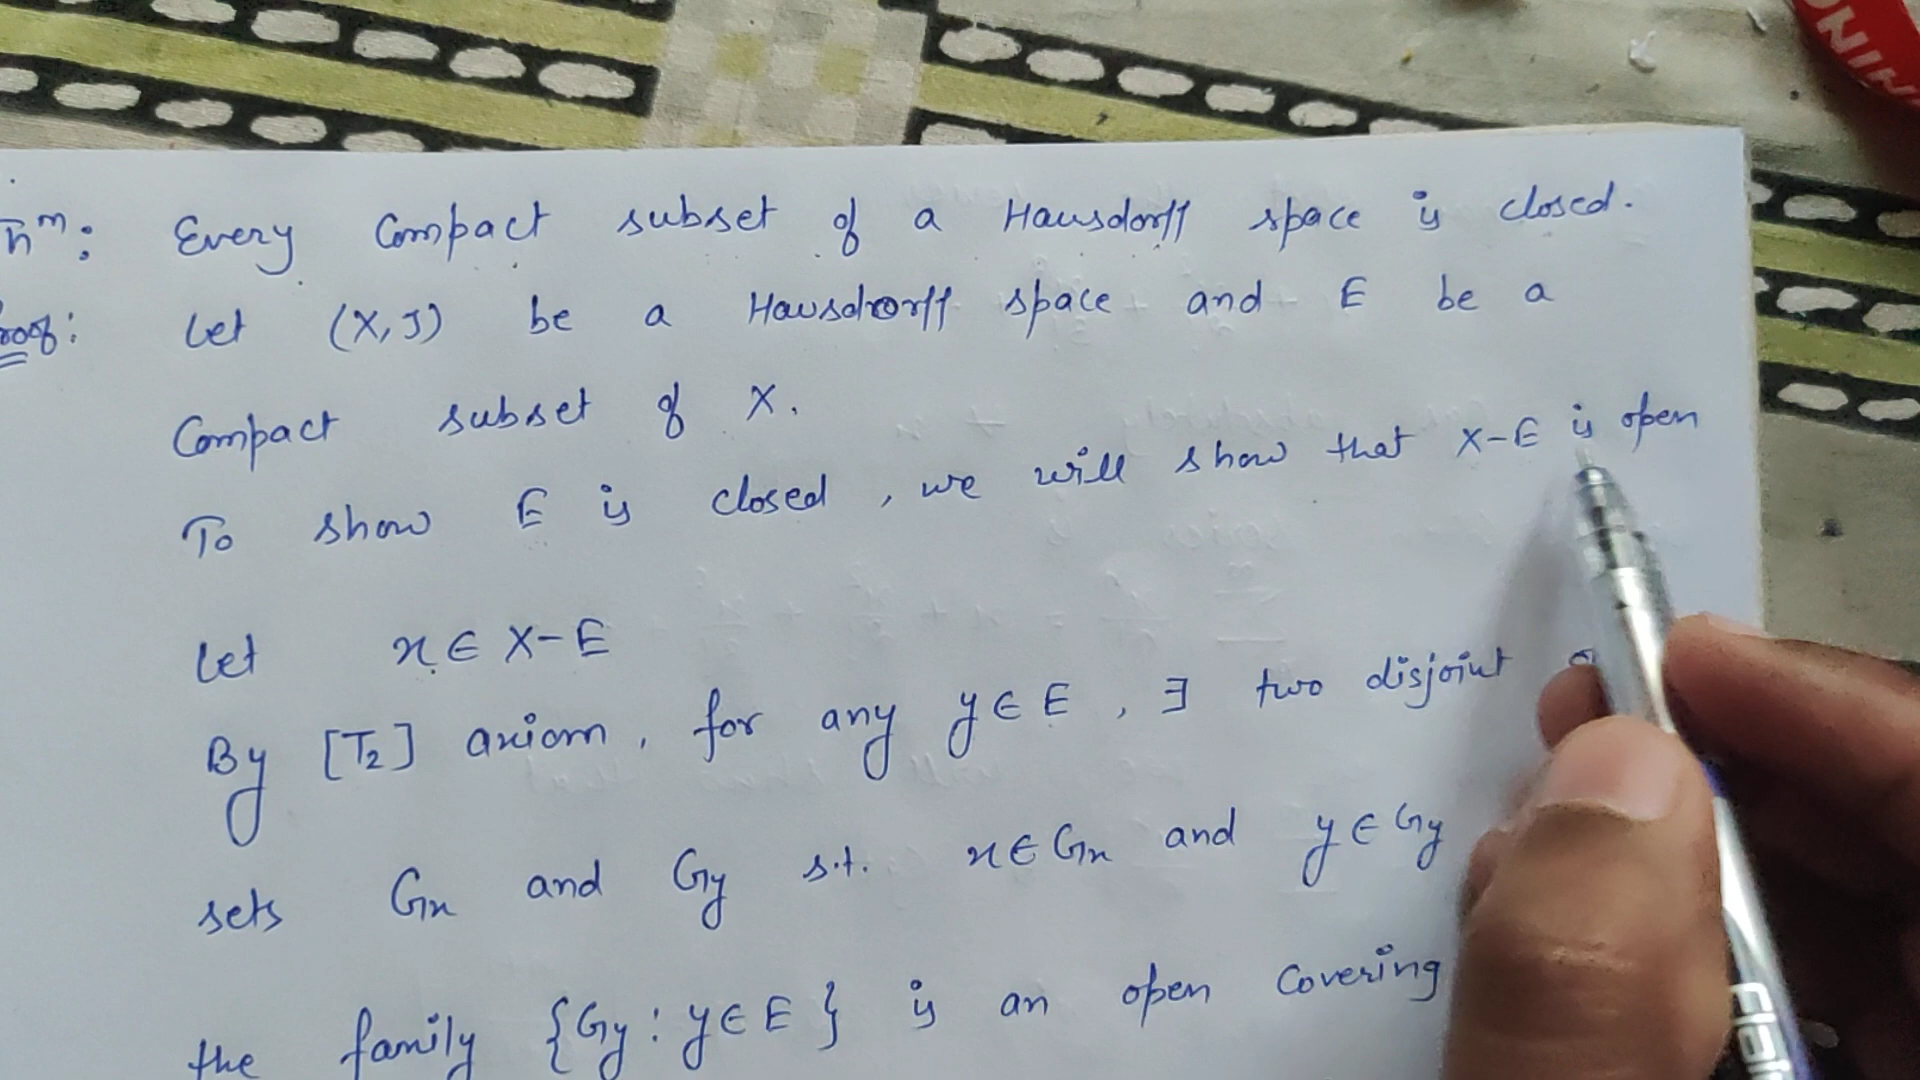 Every Compact subset of a Hausdorff space is closed.
Let (X, J) be a Hausdorff space and E be a
Compact subset of X.
To show E is closed, we will show that X-E is open
Let x ∈ X-E
By [T₂] axiom, for any y ∈ E, ∃ two disjoint
sets Gx and Gy s.t. x ∈ Gx and y ∈ Gy
the family {Gy : y ∈ E} is an open Covering